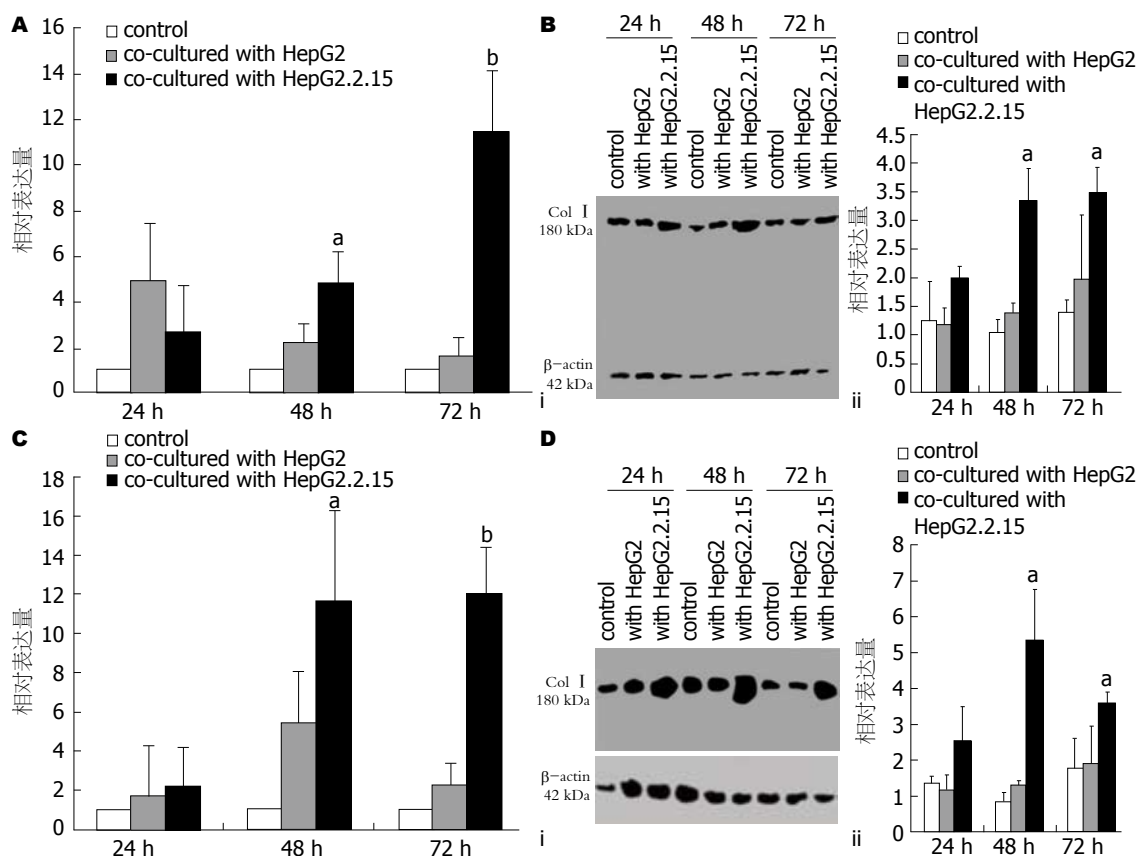 A
control
co-cultured with HepG2
co-cultured with HepG2.2.15
相对表达量
16
14
12
10
8
6
4
2
0
a
b
24 h
48 h
72 h
B
24 h 48 h 72 h
control
with HepG2
with HepG2.2.15
control
with HepG2
with HepG2.2.15
control
with HepG2
with HepG2.2.15
Col I
180 kDa
β-actin
42 kDa
i
control
co-cultured with HepG2
co-cultured with
HepG2.2.15
相对表达量
4.5
4.0
3.5
3.0
2.5
2.0
1.5
1.0
0.5
0
a
a
24 h
48 h
72 h
ii
C
control
co-cultured with HepG2
co-cultured with HepG2.2.15
相对表达量
18
16
14
12
10
8
6
4
2
0
a
b
24 h
48 h
72 h
D
24 h 48 h 72 h
control
with HepG2
with HepG2.2.15
control
with HepG2
with HepG2.2.15
control
with HepG2
with HepG2.2.15
Col I
180 kDa
β-actin
42 kDa
i
control
co-cultured with HepG2
co-cultured with
HepG2.2.15
相对表达量
8
7
6
5
4
3
2
1
0
a
a
24 h
48 h
72 h
ii